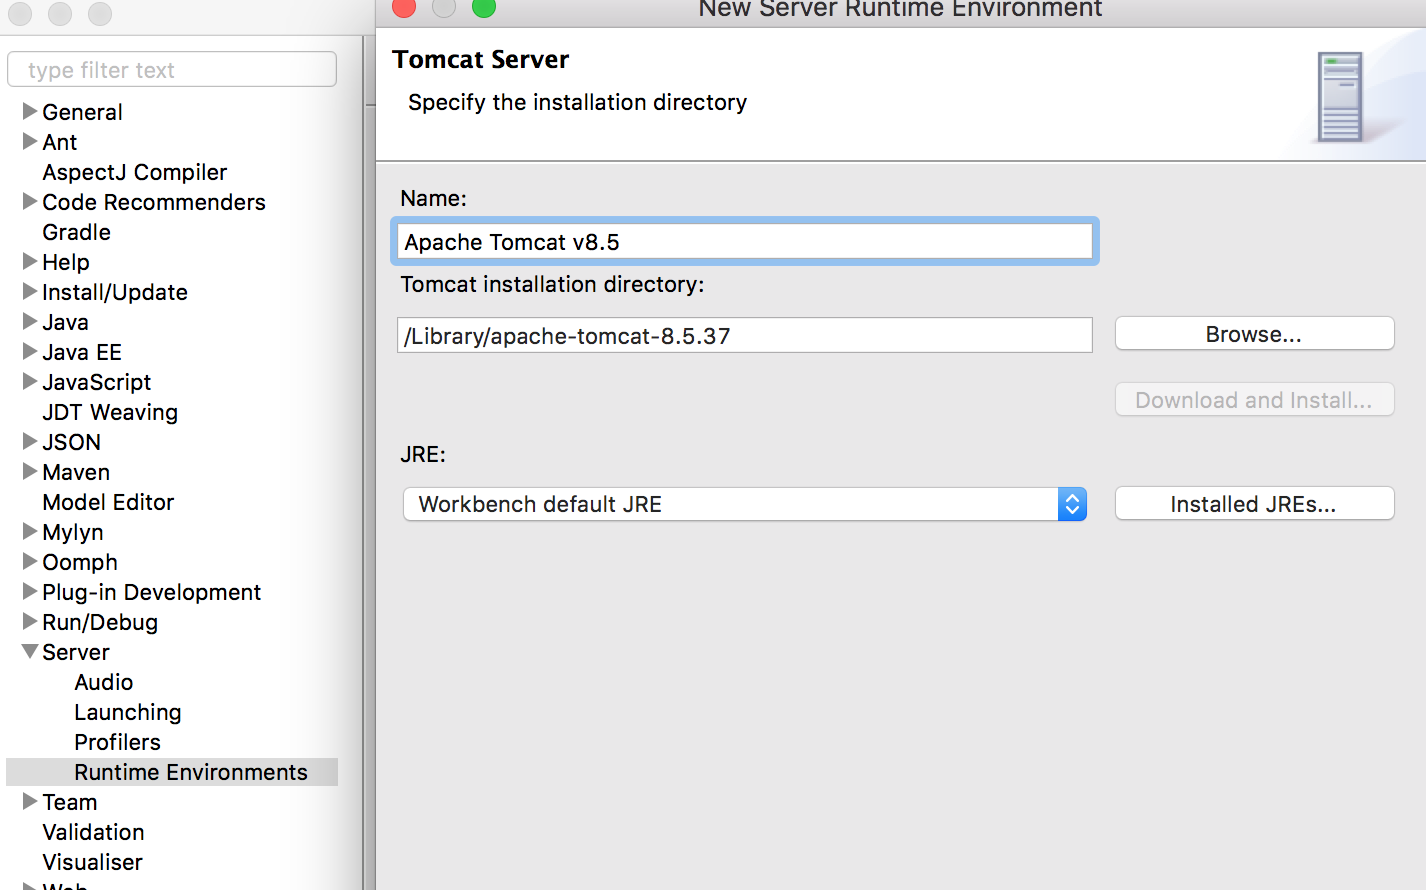 New Server Runtime Environment
type filter text
General
Ant
AspectJ Compiler
Code Recommenders
Gradle
Help
Install/Update
Java
Java EE
JavaScript
JDT Weaving
JSON
Maven
Model Editor
Mylyn
Oomph
Plug-in Development
Run/Debug
Server
Audio
Launching
Profilers
Runtime Environments
Team
Validation
Visualiser
Web
Tomcat Server
Specify the installation directory
Name:
Apache Tomcat v8.5
Tomcat installation directory:
/Library/apache-tomcat-8.5.37
Browse...
Download and Install...
JRE:
Workbench default JRE
Installed JREs...